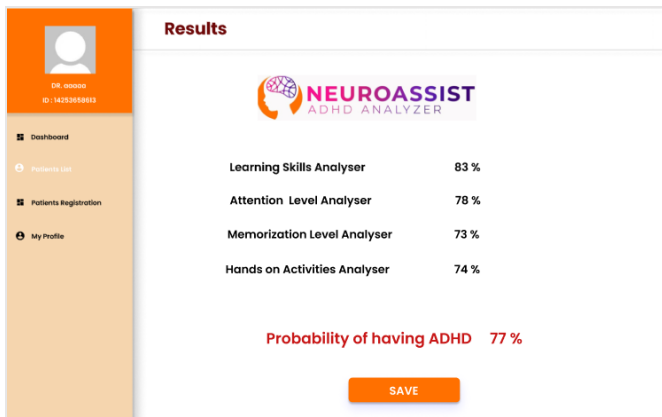 Results
DR. ooooo
ID : 14253658613
Dashboard
Patients List
Patients Registration
My Profile
NEUROASSIST
ADHD ANALYZER
Learning Skills Analyser 83 %
Attention Level Analyser 78 %
Memorization Level Analyser 73 %
Hands on Activities Analyser 74 %
Probability of having ADHD 77 %
SAVE